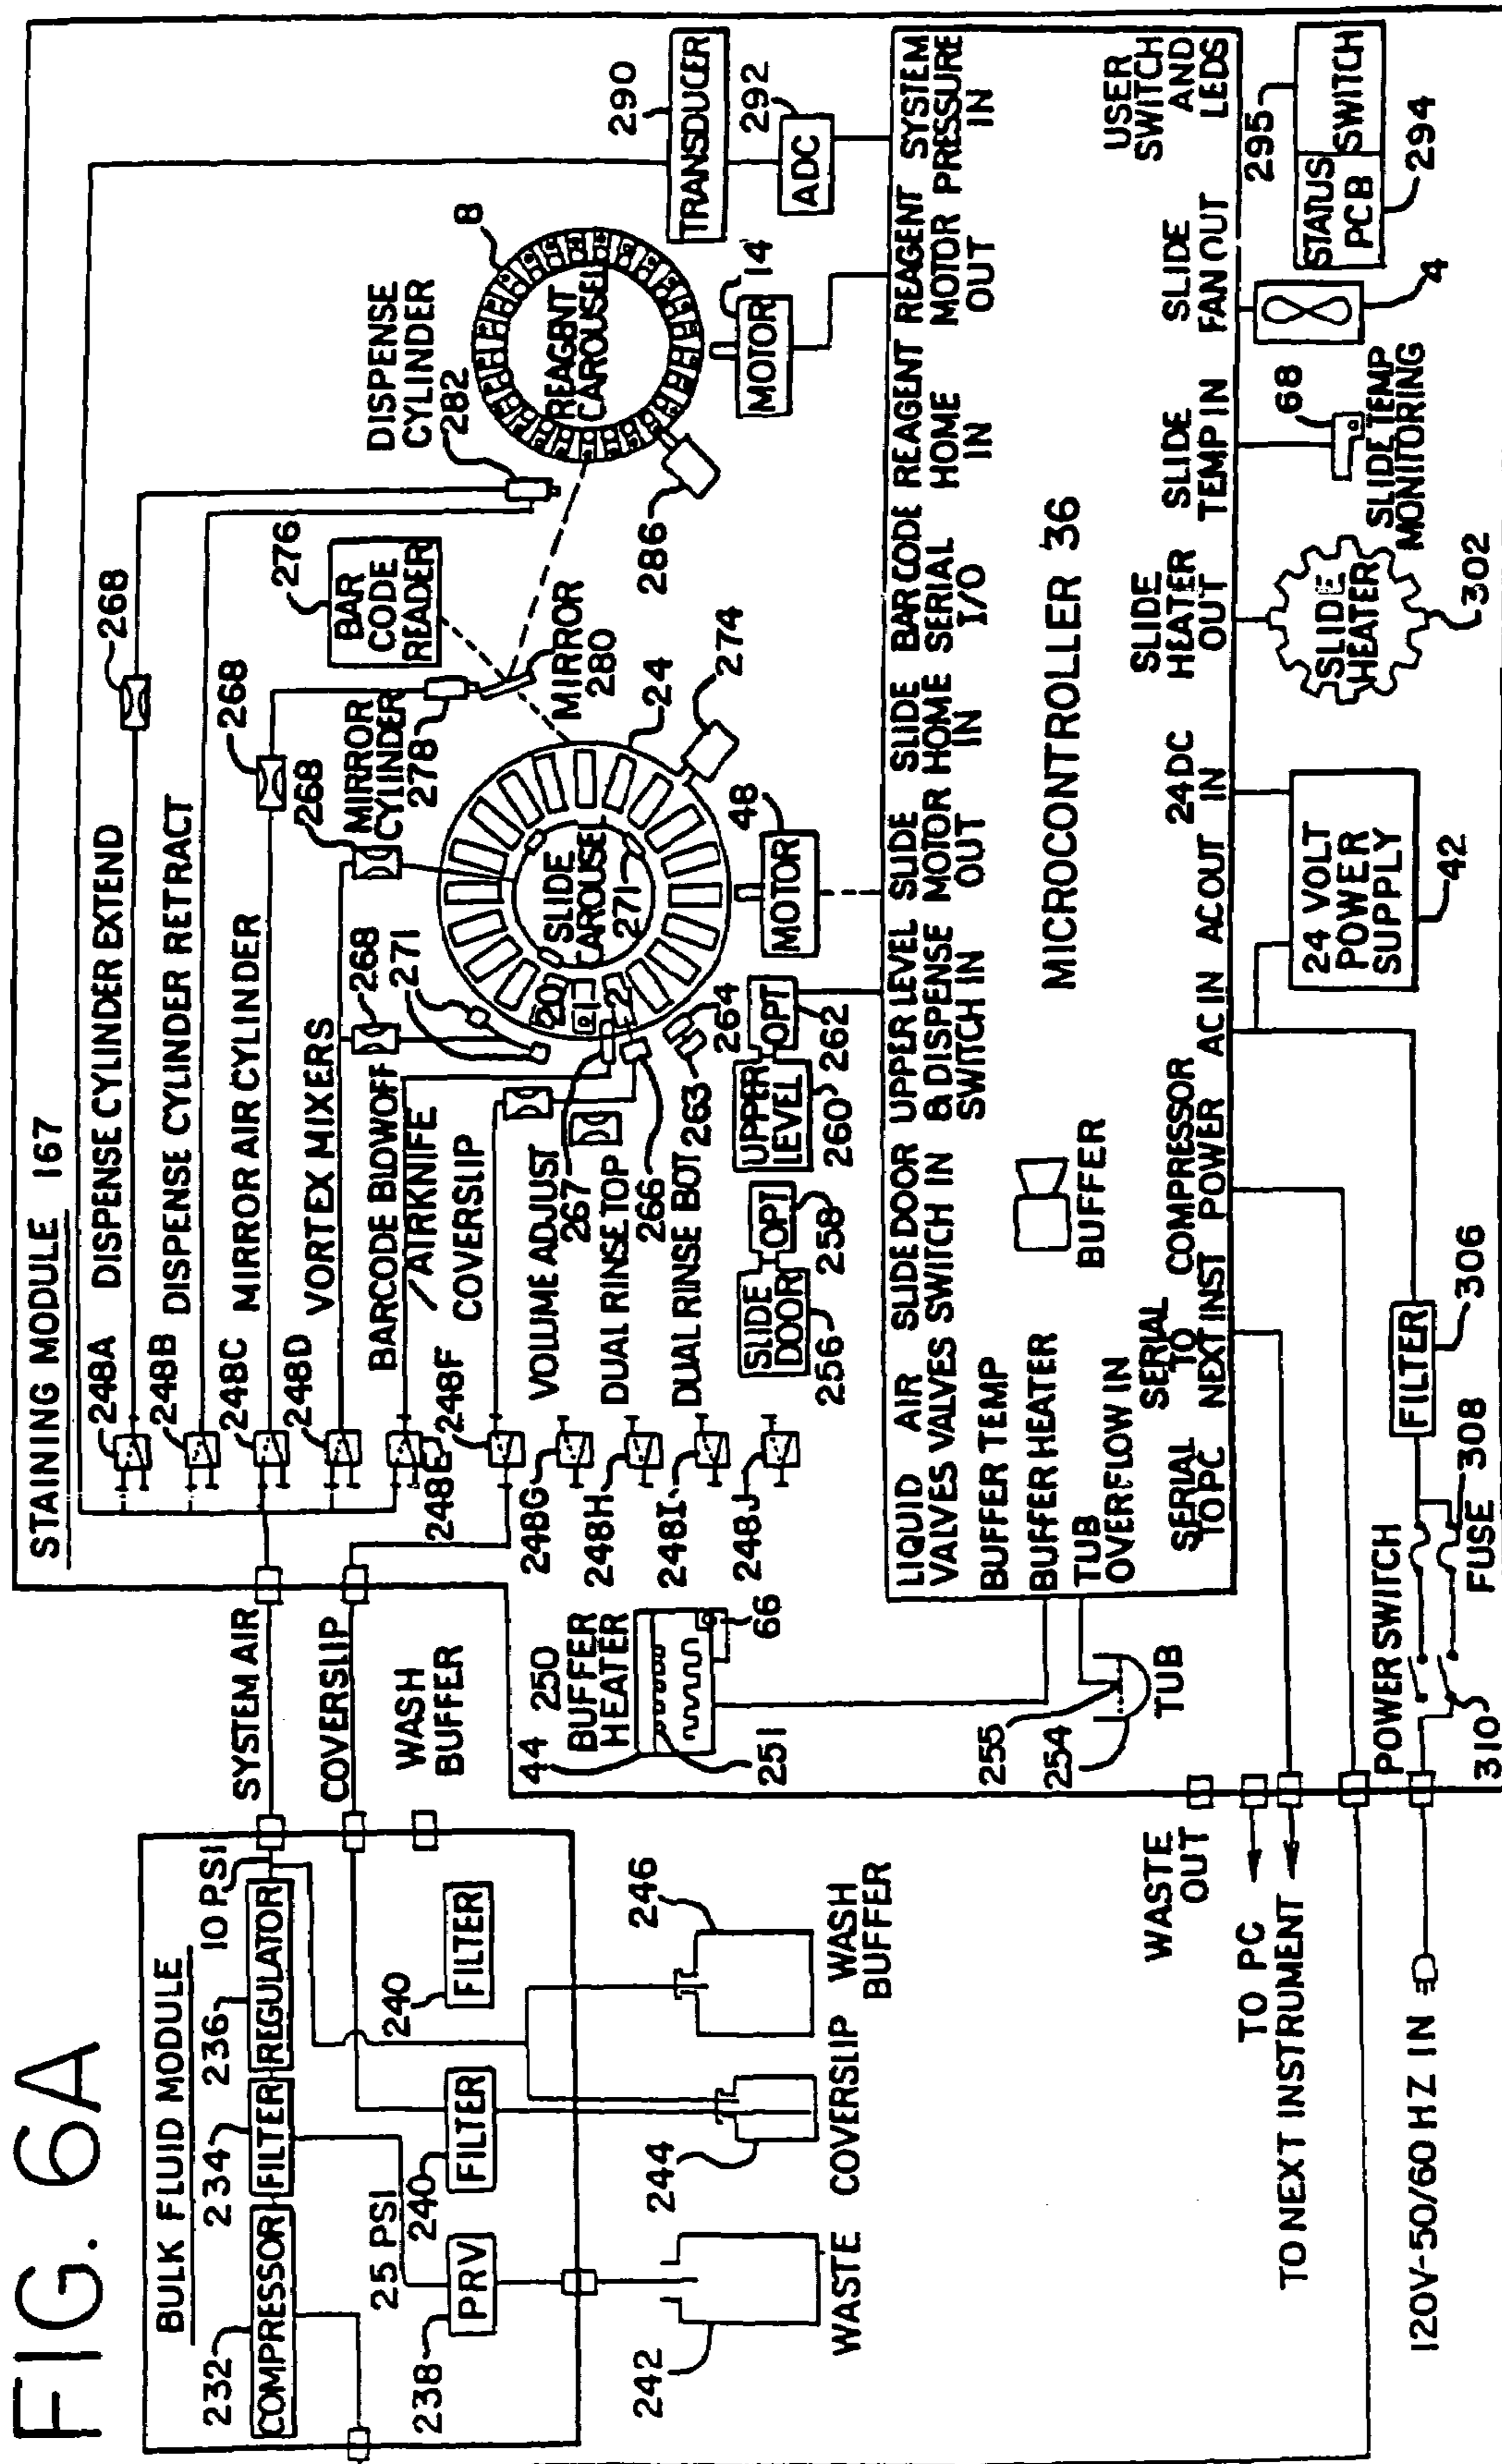 FIG. 6A
BULK FLUID MODULE
232
COMPRESSOR
234
FILTER
236
REGULATOR
10 PSI
25 PSI
238
PRV
240
FILTER
240
FILTER
242
WASTE
244
COVERSLIP
246
WASH
BUFFER
SYSTEM AIR
COVERSLIP
WASH
BUFFER
WASTE
OUT
TO PC
TO NEXT INSTRUMENT
120V-50/60 HZ IN
STAINING MODULE 167
248A
DISPENSE CYLINDER EXTEND
248B
DISPENSE CYLINDER RETRACT
248C
MIRROR AIR CYLINDER
248D
VORTEX MIXERS
BARCODE BLOWOFF
/AIRKNIFE
248E
248F
COVERSLIP
248G
VOLUME ADJUST
248H
DUAL RINSE TOP
248I
DUAL RINSE BOT
248J
268
268
268
268
271
267
266
263
264
MIRROR
CYLINDER
278
SLIDE
CAROUSEL
271
20
1
2
24
274
BAR
CODE
READER
276
MIRROR
280
DISPENSE
CYLINDER
282
REAGENT
CAROUSEL
8
286
MOTOR
14
MOTOR
48
TRANSDUCER
290
ADC
292
44
250
BUFFER
HEATER
251
66
255
254
TUB
SLIDE
DOOR
256
OPT
258
UPPER
LEVEL
260
OPT
262
LIQUID
VALVES
AIR
VALVES
SLIDE DOOR
SWITCH IN
UPPER LEVEL
& DISPENSE
SWITCH IN
SLIDE
MOTOR
OUT
SLIDE
HOME
IN
BAR CODE
SERIAL
I/O
REAGENT
HOME
IN
REAGENT
MOTOR
OUT
SYSTEM
PRESSURE
IN
BUFFER TEMP
BUFFER HEATER
TUB
OVERFLOW IN
BUFFER
MICROCONTROLLER 36
USER
SWITCH
AND
LEDS
SERIAL
TO PC
SERIAL
TO
NEXT INST
COMPRESSOR
POWER
AC IN
AC OUT
24 DC
IN
SLIDE
HEATER
OUT
SLIDE
TEMP IN
SLIDE
FAN OUT
POWER SWITCH
310
FUSE
308
FILTER
306
24 VOLT
POWER
SUPPLY
42
SLIDE
HEATER
302
68
SLIDE TEMP
MONITORING
4
STATUS
PCB
SWITCH
295
294